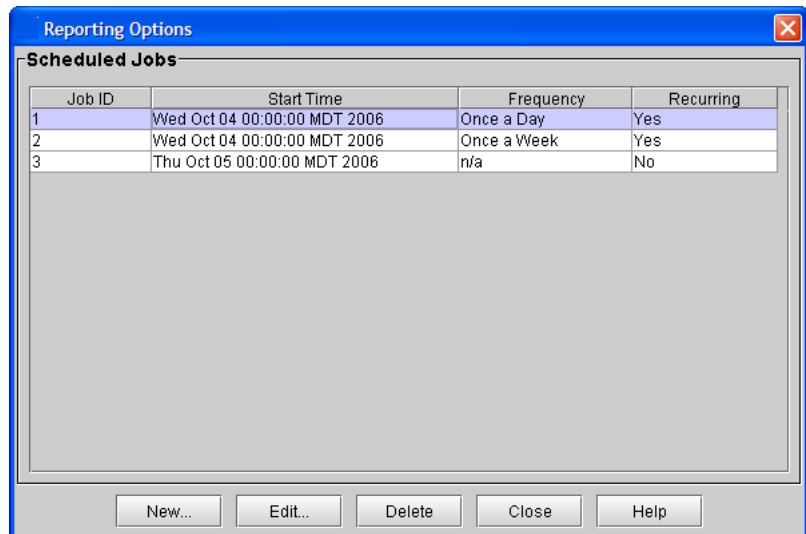 Reporting Options
Scheduled Jobs
Job ID Start Time Frequency Recurring
1 Wed Oct 04 00:00:00 MDT 2006 Once a Day Yes
2 Wed Oct 04 00:00:00 MDT 2006 Once a Week Yes
3 Thu Oct 05 00:00:00 MDT 2006 n/a No
New... Edit... Delete Close Help